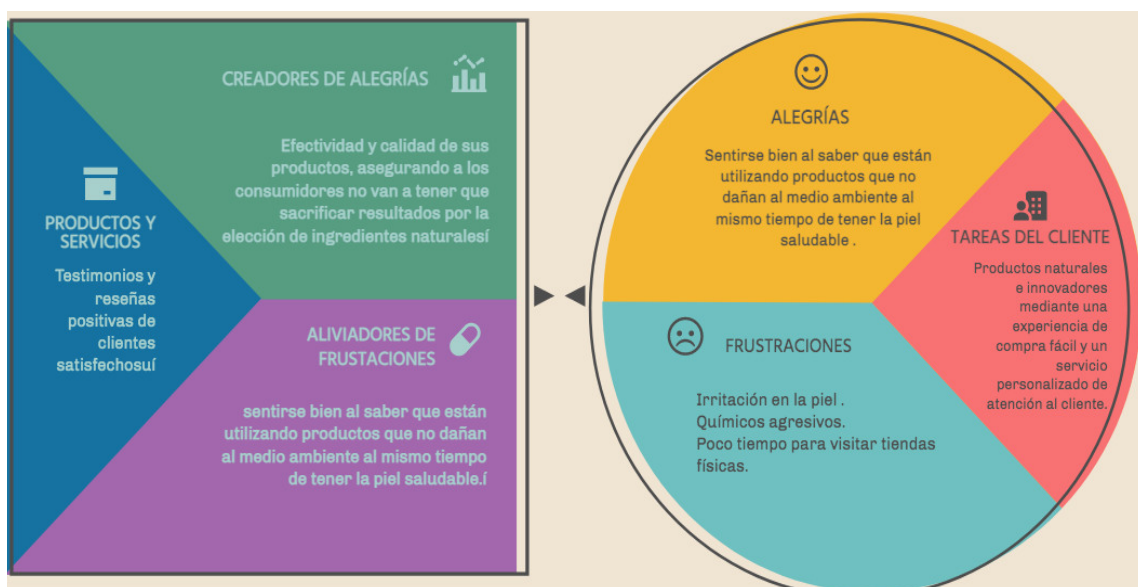 CREADORES DE ALEGRÍAS
Efectividad y calidad de sus
productos, asegurando a los
consumidores no van a tener que
sacrificar resultados por la
elección de ingredientes naturalesí
PRODUCTOS Y
SERVICIOS
Testimonios y
reseñas
positivas de
clientes
satisfechosuí
ALIVIADORES DE
FRUSTACIONES
sentirse bien al saber que están
utilizando productos que no dañan
al medio ambiente al mismo tiempo
de tener la piel saludable.í
ALEGRÍAS
Sentirse bien al saber que están
utilizando productos que no
dañan al medio ambiente al
mismo tiempo de tener la piel
saludable .
TAREAS DEL CLIENTE
Productos naturales
e innovadores
mediante una
experiencia de
compra fácil y un
servicio
personalizado de
atención al cliente.
FRUSTRACIONES
Irritación en la piel .
Químicos agresivos.
Poco tiempo para visitar tiendas
físicas.